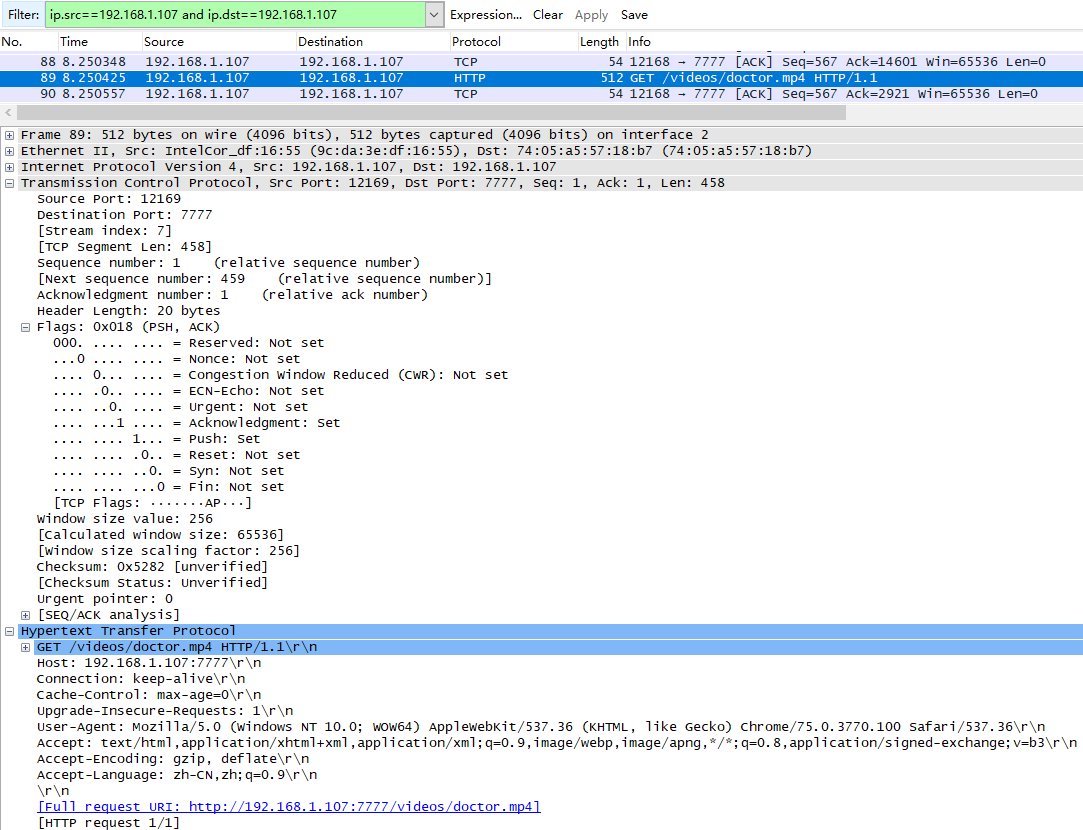 Filter: ip.src==192.168.1.107 and ip.dst==192.168.1.107 Expression... Clear Apply Save
No. Time Source Destination Protocol Length Info
88 8.250348 192.168.1.107 192.168.1.107 TCP 54 12168 → 7777 [ACK] Seq=567 Ack=14601 Win=65536 Len=0
89 8.250425 192.168.1.107 192.168.1.107 HTTP 512 GET /videos/doctor.mp4 HTTP/1.1
90 8.250557 192.168.1.107 192.168.1.107 TCP 54 12168 → 7777 [ACK] Seq=567 Ack=2921 Win=65536 Len=0
Frame 89: 512 bytes on wire (4096 bits), 512 bytes captured (4096 bits) on interface 2
Ethernet II, Src: IntelCor_df:16:55 (9c:da:3e:df:16:55), Dst: 74:05:a5:57:18:b7 (74:05:a5:57:18:b7)
Internet Protocol Version 4, Src: 192.168.1.107, Dst: 192.168.1.107
Transmission Control Protocol, Src Port: 12169, Dst Port: 7777, Seq: 1, Ack: 1, Len: 458
Source Port: 12169
Destination Port: 7777
[Stream index: 7]
[TCP Segment Len: 458]
Sequence number: 1 (relative sequence number)
[Next sequence number: 459 (relative sequence number)]
Acknowledgment number: 1 (relative ack number)
Header Length: 20 bytes
Flags: 0x018 (PSH, ACK)
000. .... .... = Reserved: Not set
...0 .... .... = Nonce: Not set
.... 0... .... = Congestion Window Reduced (CWR): Not set
.... .0.. .... = ECN-Echo: Not set
.... ..0. .... = Urgent: Not set
.... ...1 .... = Acknowledgment: Set
.... .... 1... = Push: Set
.... .... .0.. = Reset: Not set
.... .... ..0. = Syn: Not set
.... .... ...0 = Fin: Not set
[TCP Flags: ·······AP···]
Window size value: 256
[Calculated window size: 65536]
[Window size scaling factor: 256]
Checksum: 0x5282 [unverified]
[Checksum Status: Unverified]
Urgent pointer: 0
[SEQ/ACK analysis]
Hypertext Transfer Protocol
GET /videos/doctor.mp4 HTTP/1.1\r\n
Host: 192.168.1.107:7777\r\n
Connection: keep-alive\r\n
Cache-Control: max-age=0\r\n
Upgrade-Insecure-Requests: 1\r\n
User-Agent: Mozilla/5.0 (Windows NT 10.0; WOW64) AppleWebKit/537.36 (KHTML, like Gecko) Chrome/75.0.3770.100 Safari/537.36\r\n
Accept: text/html,application/xhtml+xml,application/xml;q=0.9,image/webp,image/apng,*/*;q=0.8,application/signed-exchange;v=b3\r\n
Accept-Encoding: gzip, deflate\r\n
Accept-Language: zh-CN,zh;q=0.9\r\n
\r\n
[Full request URI: http://192.168.1.107:7777/videos/doctor.mp4]
[HTTP request 1/1]